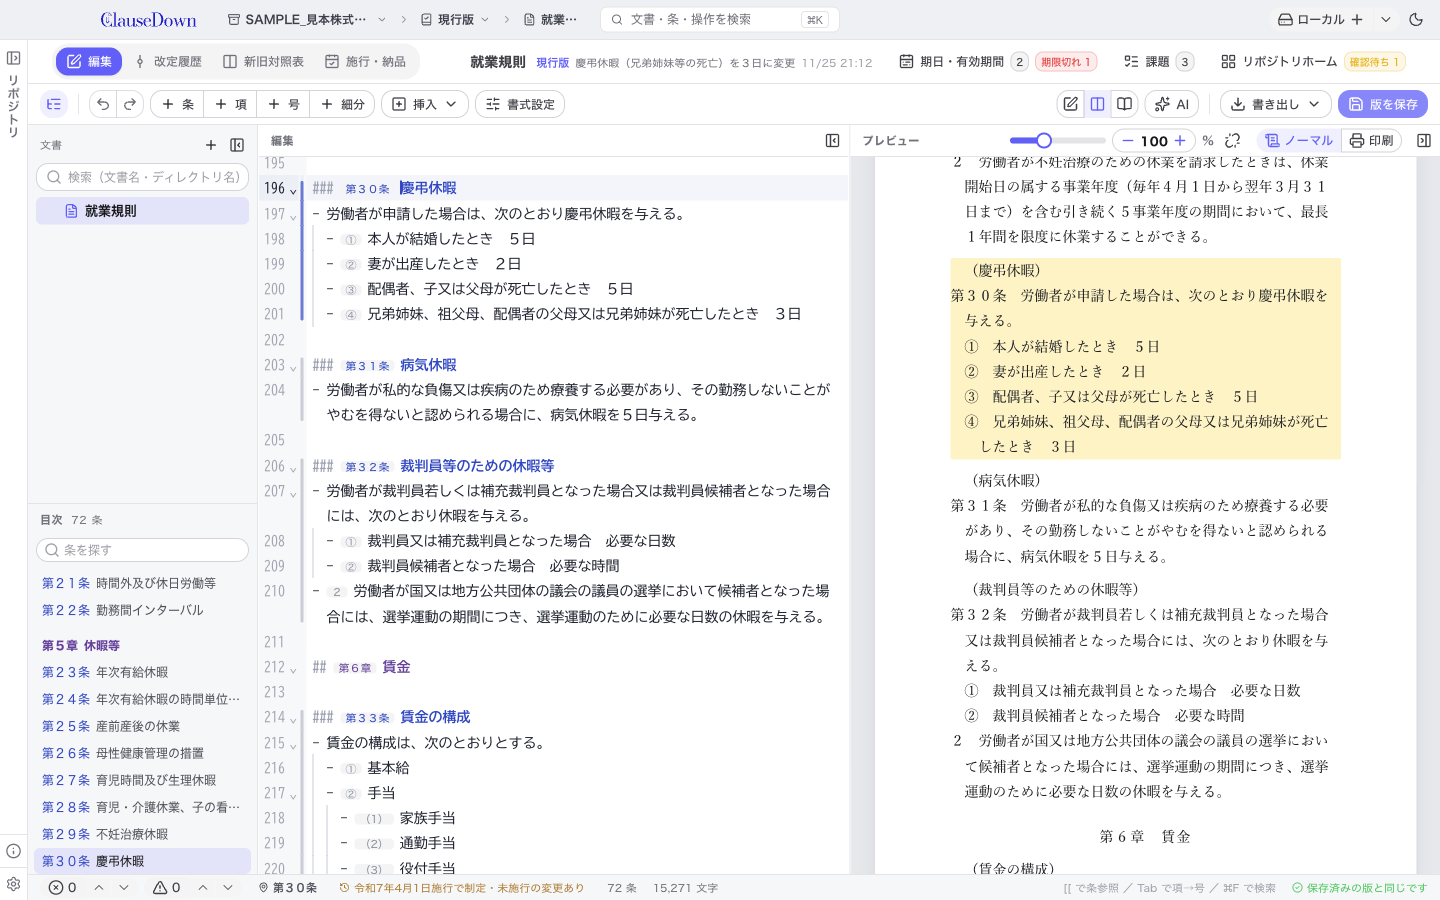 ClauseDown
SAMPLE_見本株式…
現行版
就業…
文書・条・操作を検索
⌘K
ローカル
編集
改定履歴
新旧対照表
施行・納品
就業規則
現行版
慶弔休暇（兄弟姉妹等の死亡）を３日に変更
11/25 21:12
期日・有効期間
2
期限切れ 1
課題
3
リポジトリホーム
確認待ち 1
リポジトリ
条
項
号
細分
挿入
書式設定
AI
書き出し
版を保存
文書
検索（文書名・ディレクトリ名）
就業規則
目次 72 条
条を探す
第２１条 時間外及び休日労働等
第２２条 勤務間インターバル
第５章 休暇等
第２３条 年次有給休暇
第２４条 年次有給休暇の時間単位…
第２５条 産前産後の休業
第２６条 母性健康管理の措置
第２７条 育児時間及び生理休暇
第２８条 育児・介護休業、子の看…
第２９条 不妊治療休暇
第３０条 慶弔休暇
編集
195
196 ### 第３０条 慶弔休暇
197 － 労働者が申請した場合は、次のとおり慶弔休暇を与える。
198 － ① 本人が結婚したとき　５日
199 － ② 妻が出産したとき　２日
200 － ③ 配偶者、子又は父母が死亡したとき　５日
201 － ④ 兄弟姉妹、祖父母、配偶者の父母又は兄弟姉妹が死亡したとき　３日
202
203 ### 第３１条 病気休暇
204 － 労働者が私的な負傷又は疾病のため療養する必要があり、その勤務しないことが
やむを得ないと認められる場合に、病気休暇を５日与える。
205
206 ### 第３２条 裁判員等のための休暇等
207 － 労働者が裁判員若しくは補充裁判員となった場合又は裁判員候補者となった場合
には、次のとおり休暇を与える。
208 － ① 裁判員又は補充裁判員となった場合　必要な日数
209 － ② 裁判員候補者となった場合　必要な時間
210 － 2 労働者が国又は地方公共団体の議会の議員の選挙において候補者となった場
合には、選挙運動の期間につき、選挙運動のために必要な日数の休暇を与える。
211
212 ## 第６章 賃金
213
214 ### 第３３条 賃金の構成
215 － 賃金の構成は、次のとおりとする。
216 － ① 基本給
217 － ② 手当
218 － （1） 家族手当
219 － （2） 通勤手当
220 － （3） 役付手当
プレビュー
100 %
ノーマル
印刷
２　労働者が不妊治療のための休業を請求したときは、休業
開始日の属する事業年度（毎年４月１日から翌年３月３１
日まで）を含む引き続く５事業年度の期間において、最長
１年間を限度に休業することができる。
（慶弔休暇）
第３０条　労働者が申請した場合は、次のとおり慶弔休暇を
与える。
①　本人が結婚したとき　５日
②　妻が出産したとき　２日
③　配偶者、子又は父母が死亡したとき　５日
④　兄弟姉妹、祖父母、配偶者の父母又は兄弟姉妹が死亡
したとき　３日
（病気休暇）
第３１条　労働者が私的な負傷又は疾病のため療養する必要
があり、その勤務しないことがやむを得ないと認められる
場合に、病気休暇を５日与える。
（裁判員等のための休暇等）
第３２条　労働者が裁判員若しくは補充裁判員となった場合
又は裁判員候補者となった場合には、次のとおり休暇を与
える。
①　裁判員又は補充裁判員となった場合　必要な日数
②　裁判員候補者となった場合　必要な時間
２　労働者が国又は地方公共団体の議会の議員の選挙におい
て候補者となった場合には、選挙運動の期間につき、選挙
運動のために必要な日数の休暇を与える。
第６章　賃金
（賃金の構成）
0
0
第３０条
令和7年4月1日施行で制定・未施行の変更あり
72 条
15,271 文字
[[ で条参照 ／ Tab で項→号 ／ ⌘F で検索
保存済みの版と同じです